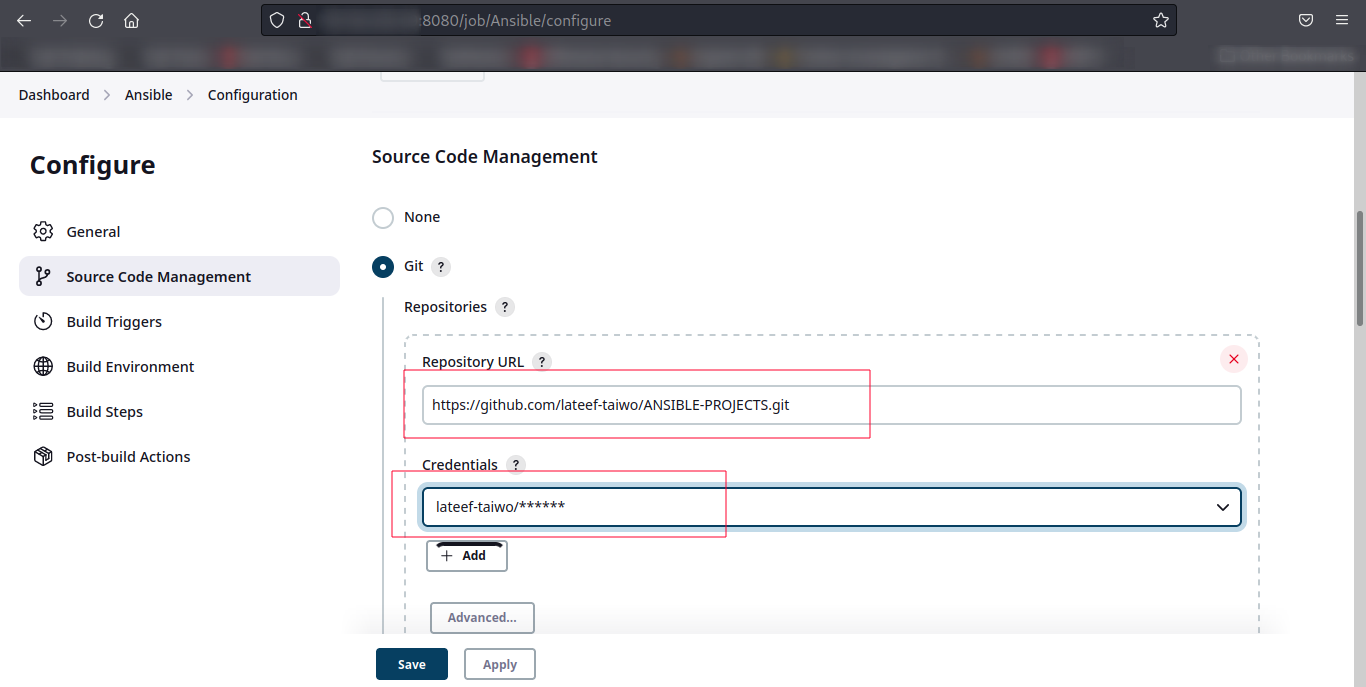 :8080/job/Ansible/configure
Dashboard > Ansible > Configuration
Configure
General
Source Code Management
Build Triggers
Build Environment
Build Steps
Post-build Actions
Source Code Management
None
Git ?
Repositories ?
Repository URL ?
https://github.com/lateef-taiwo/ANSIBLE-PROJECTS.git
Credentials ?
lateef-taiwo/******
+ Add
Advanced...
Save
Apply